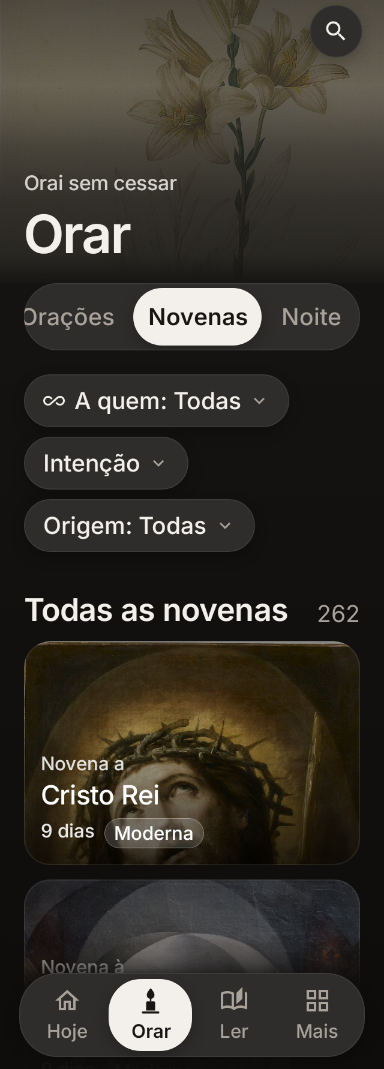 Orai sem cessar
Orar
Orações Novenas Noite
A quem: Todas
Intenção
Origem: Todas
Todas as novenas 262
Novena a
Cristo Rei
9 dias Moderna
Novena à
Hoje Orar Ler Mais